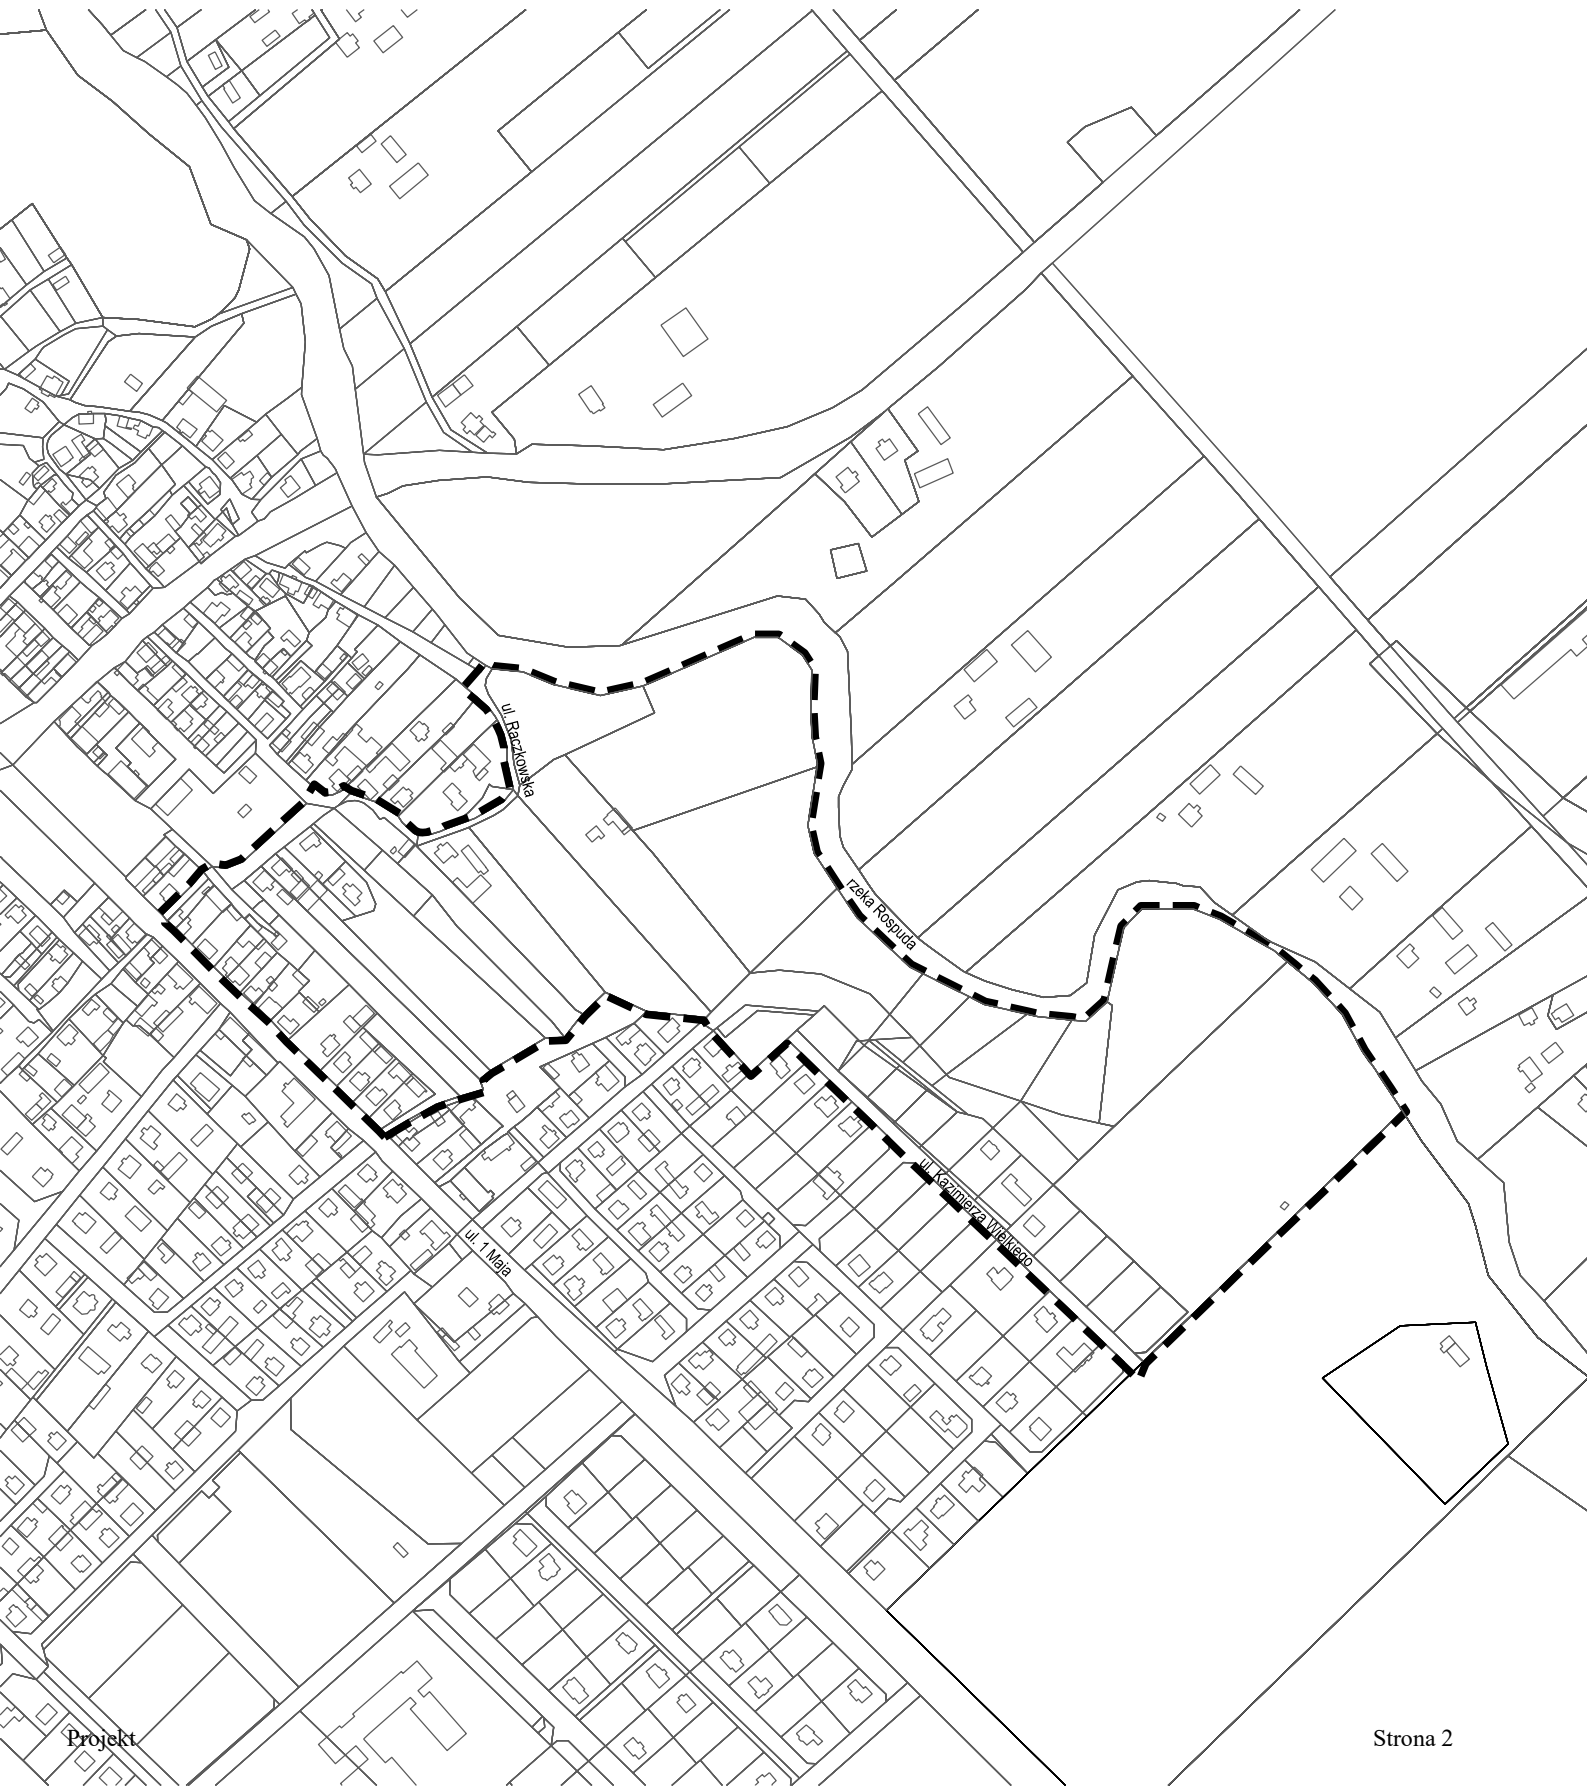 ul. Raczkowska
rzeka Rospuda
ul. Kazimierza Wielkiego
ul. 1 Maja
Projekt
Strona 2